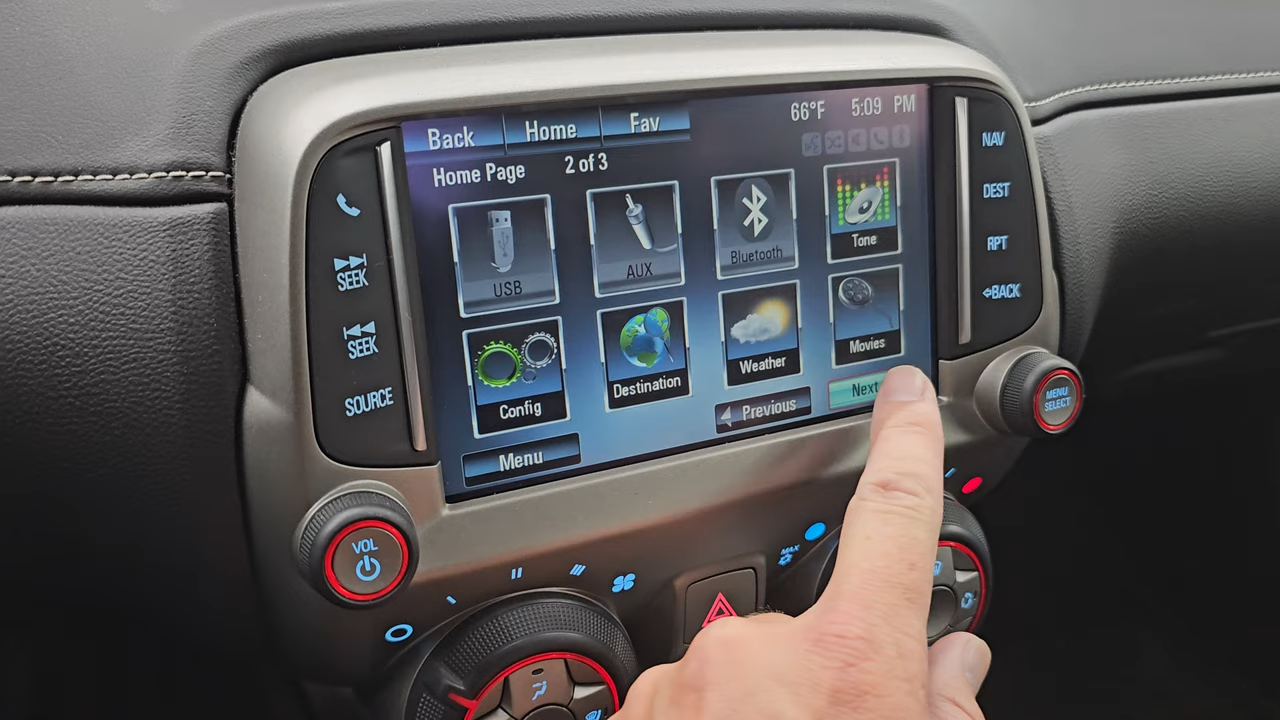 Back Home Fav 66°F 5:09 PM
Home Page 2 of 3
USB AUX Bluetooth Tone
Config Destination Weather Movies
Menu Previous Next
SEEK
SEEK
SOURCE
NAV
DEST
RPT
BACK
MENU
SELECT
VOL
MAX